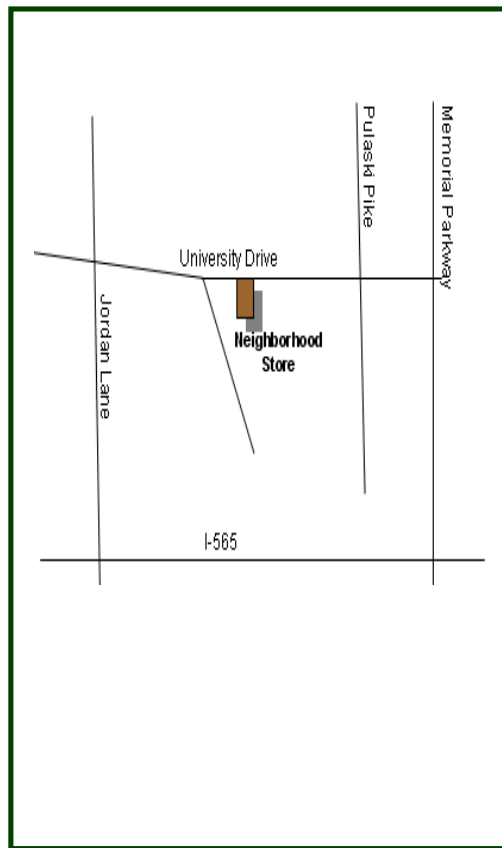 Pulaski Pike
Memorial Parkway
University Drive
Jordan Lane
Neighborhood
Store
I-565